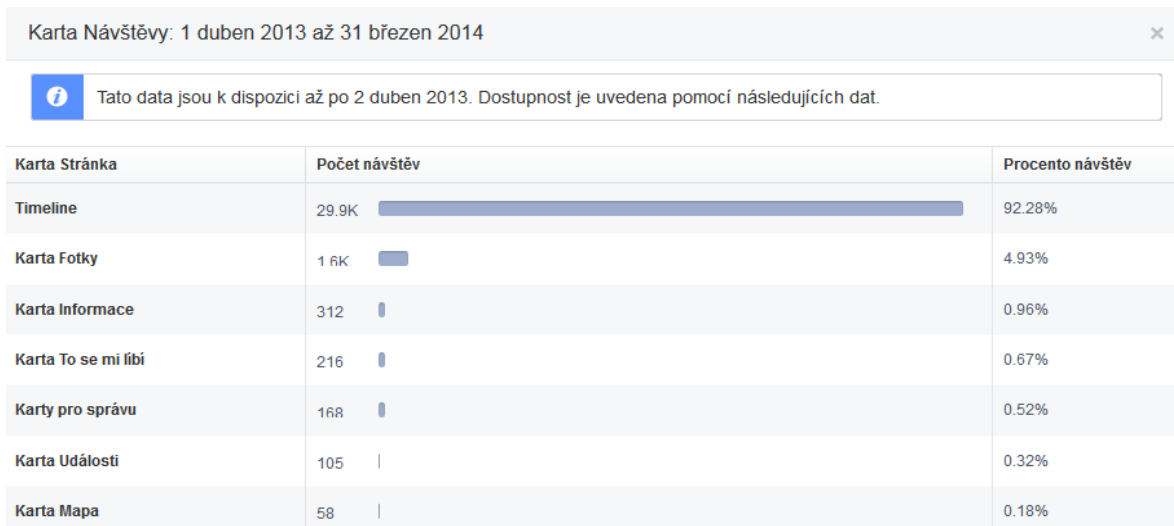 Karta Návštěvy: 1 duben 2013 až 31 březen 2014 ×
i Tato data jsou k dispozici až po 2 duben 2013. Dostupnost je uvedena pomocí následujících dat.
Karta Stránka Počet návštěv Procento návštěv
Timeline 29.9K 92.28%
Karta Fotky 1.6K 4.93%
Karta Informace 312 0.96%
Karta To se mi líbí 216 0.67%
Karty pro správu 168 0.52%
Karta Události 105 0.32%
Karta Mapa 58 0.18%